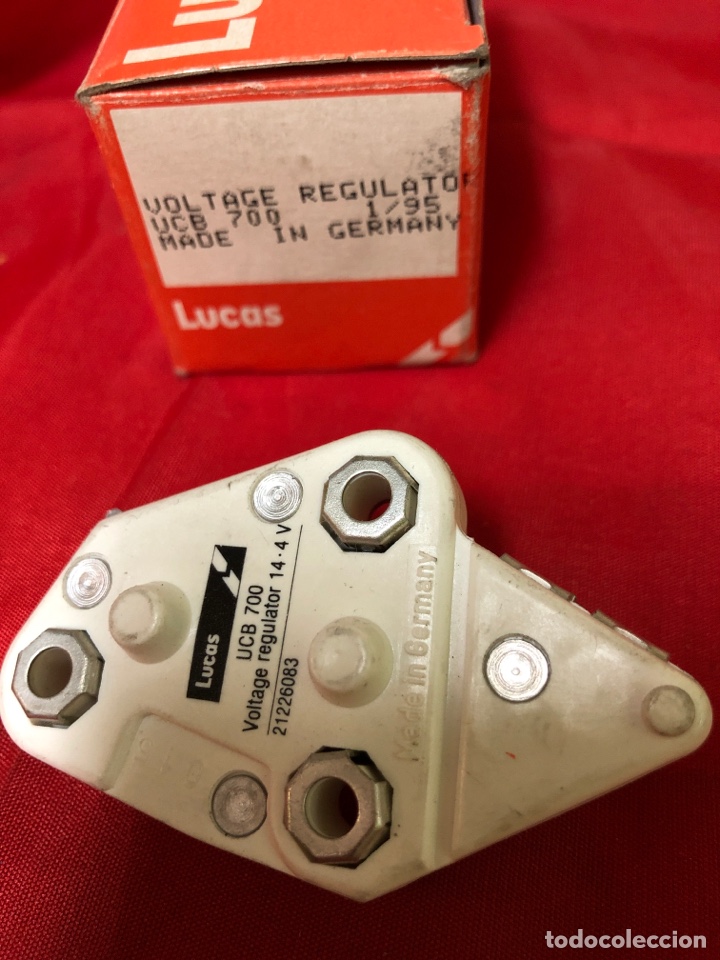 Lu
VOLTAGE REGULATOR
UCB 700 1/95
MADE IN GERMANY
Lucas
Lucas
UCB 700
Voltage regulator 14·4 V
21226083
Made in Germany
todocoleccion